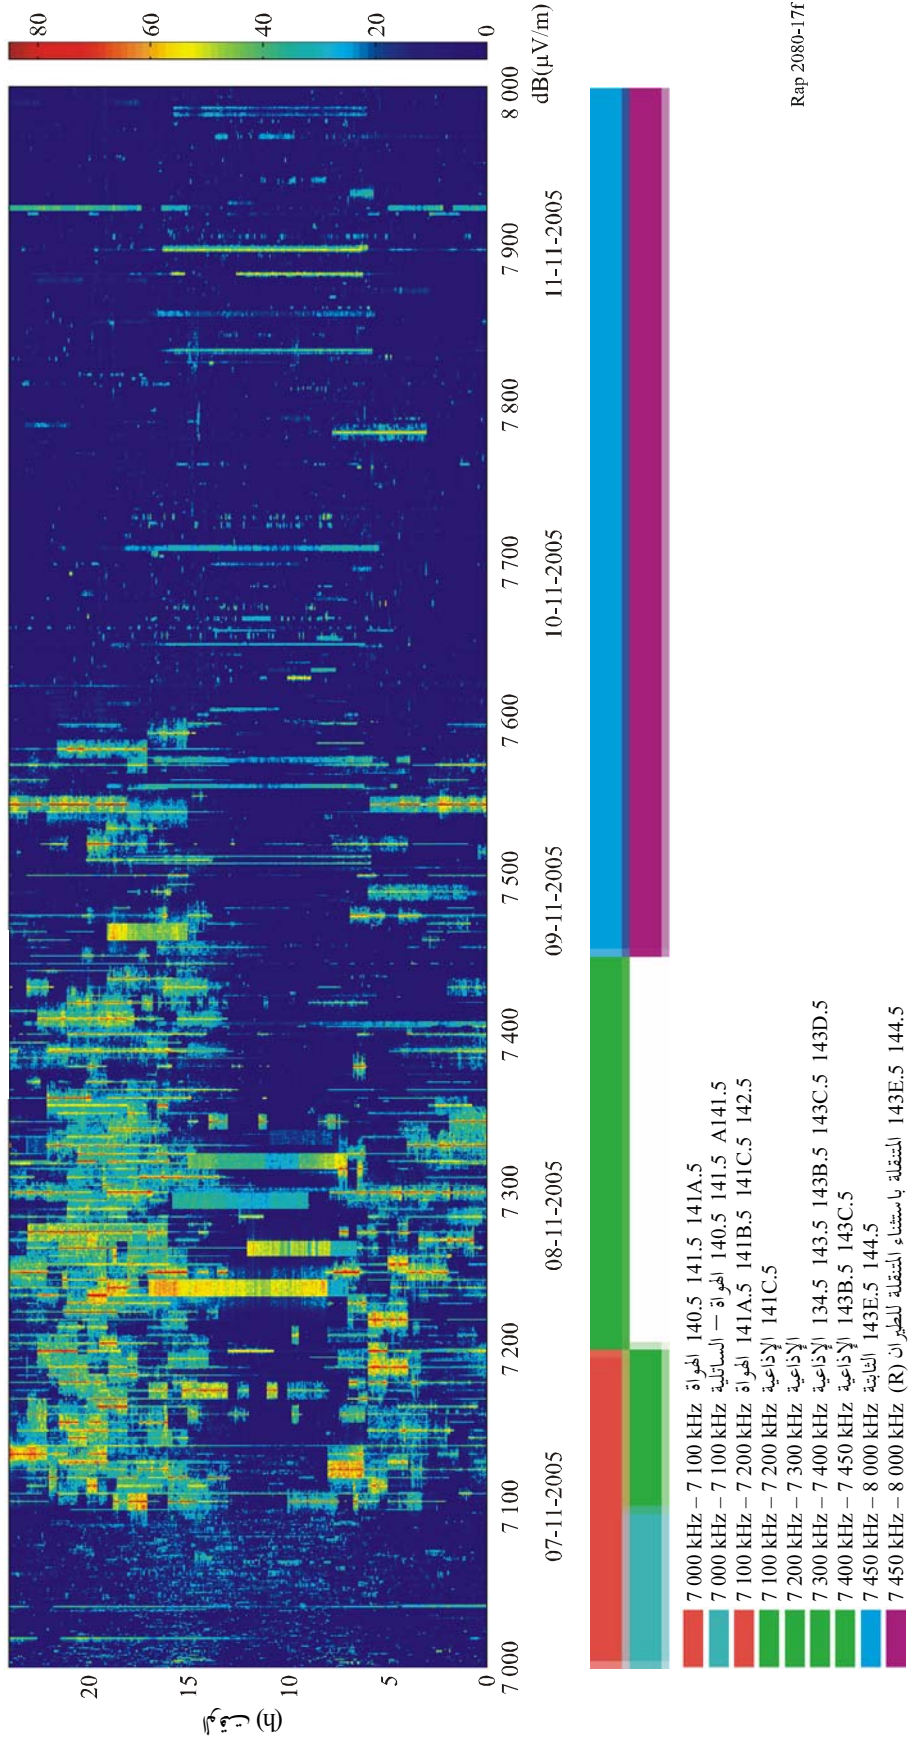 80
60
40
20
0
dB(µV/m)
الوقت (h)
20
15
10
5
0
7 000
7 100
7 200
7 300
7 400
7 500
7 600
7 700
7 800
7 900
8 000
07-11-2005
08-11-2005
09-11-2005
10-11-2005
11-11-2005
7 000 kHz – 7 100 kHz الهواة 140.5 141.5 141A.5
7 000 kHz – 7 100 kHz الهواة – الساتلية 140.5 141.5 A141.5
7 100 kHz – 7 200 kHz الهواة 141A.5 141B.5 141C.5 142.5
7 100 kHz – 7 200 kHz الإذاعية 141C.5
7 200 kHz – 7 300 kHz الإذاعية
7 300 kHz – 7 400 kHz الإذاعية 134.5 143.5 143B.5 143C.5 143D.5
7 400 kHz – 7 450 kHz الإذاعية 143B.5 143C.5
7 450 kHz – 8 000 kHz الثابتة 143E.5 144.5
7 450 kHz – 8 000 kHz المتنقلة باستثناء المتنقلة للطيران (R) 143E.5 144.5
Rap 2080-17f